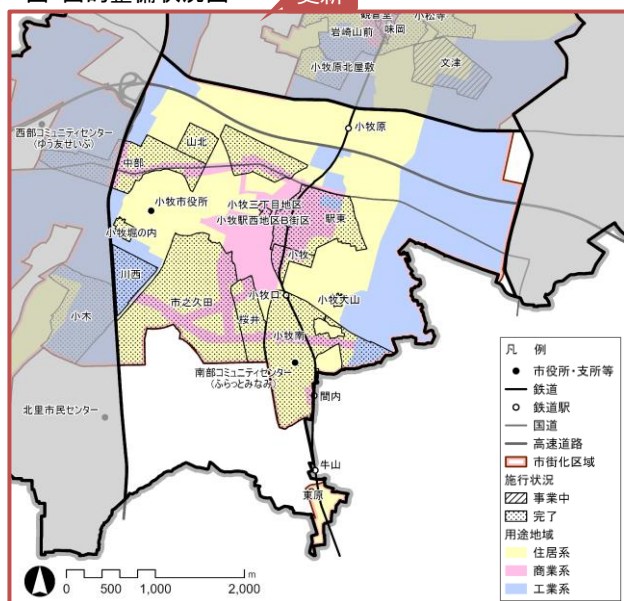 更新
岩崎山前
味岡
小松寺
小牧原北屋敷
文津
西部コミュニティセンター
(ゆう友せいぶ)
小牧原
山北
中部
小牧市役所
小牧三丁目地区
小牧駅西地区B街区
駅東
小牧堀の内
小牧
川西
市之久田
小牧口
小牧大山
小木
桜井
小牧南
南部コミュニティセンター
(ふらっとみなみ)
間内
北里市民センター
牛山
東原
凡 例
市役所・支所等
鉄道
鉄道駅
国道
高速道路
市街化区域
施行状況
事業中
完了
用途地域
住居系
商業系
工業系
0 500 1,000 2,000
m